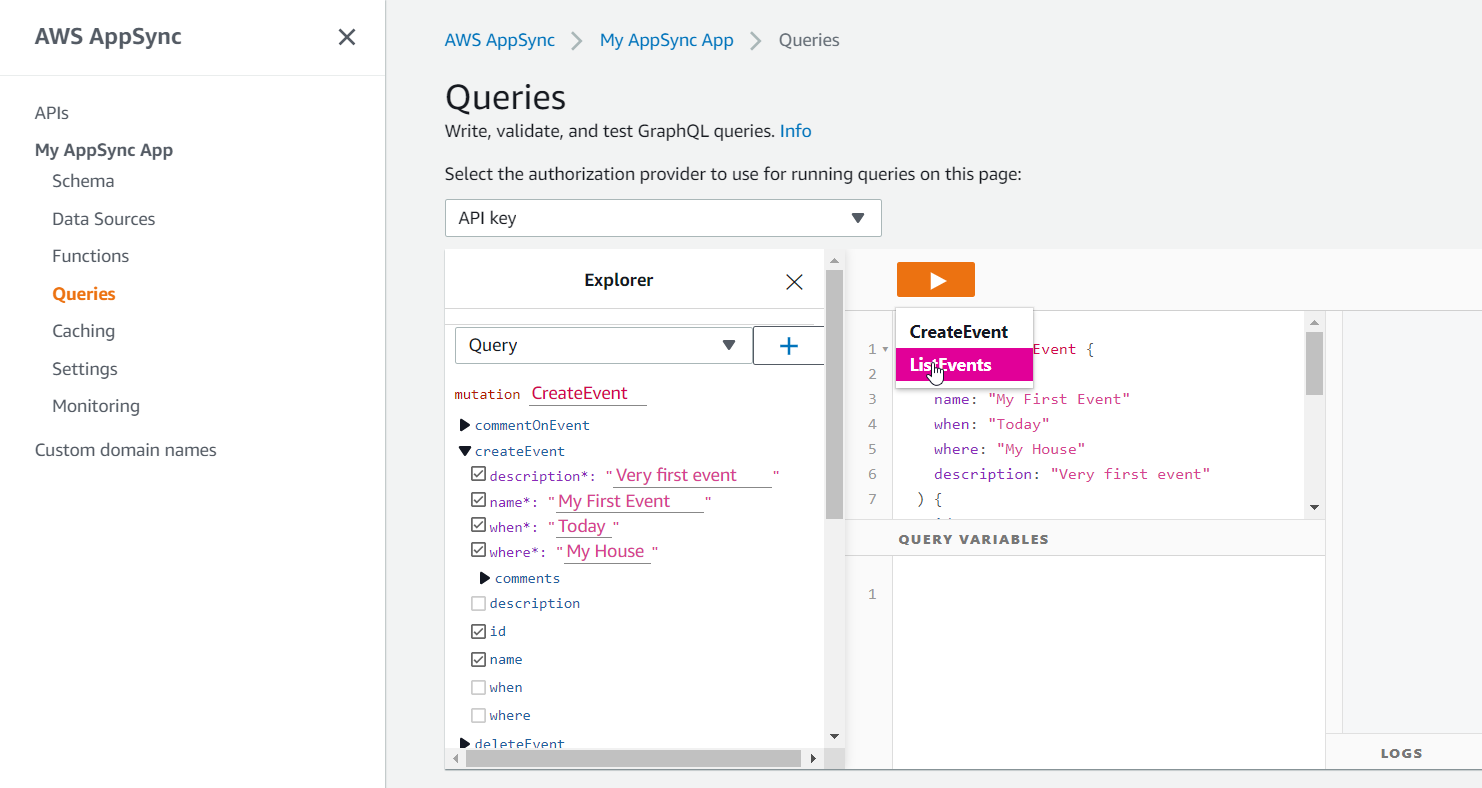 AWS AppSync
APIs
My AppSync App
Schema
Data Sources
Functions
Queries
Caching
Settings
Monitoring
Custom domain names
AWS AppSync > My AppSync App > Queries
Queries
Write, validate, and test GraphQL queries. Info
Select the authorization provider to use for running queries on this page:
API key
Explorer
Query
mutation CreateEvent
commentOnEvent
createEvent
description*: "Very first event"
name*: "My First Event"
when*: "Today"
where*: "My House"
comments
description
id
name
when
where
deleteEvent
CreateEvent
ListEvents
1 Event {
2
3 name: "My First Event"
4 when: "Today"
5 where: "My House"
6 description: "Very first event"
7 ) {
QUERY VARIABLES
1
LOGS